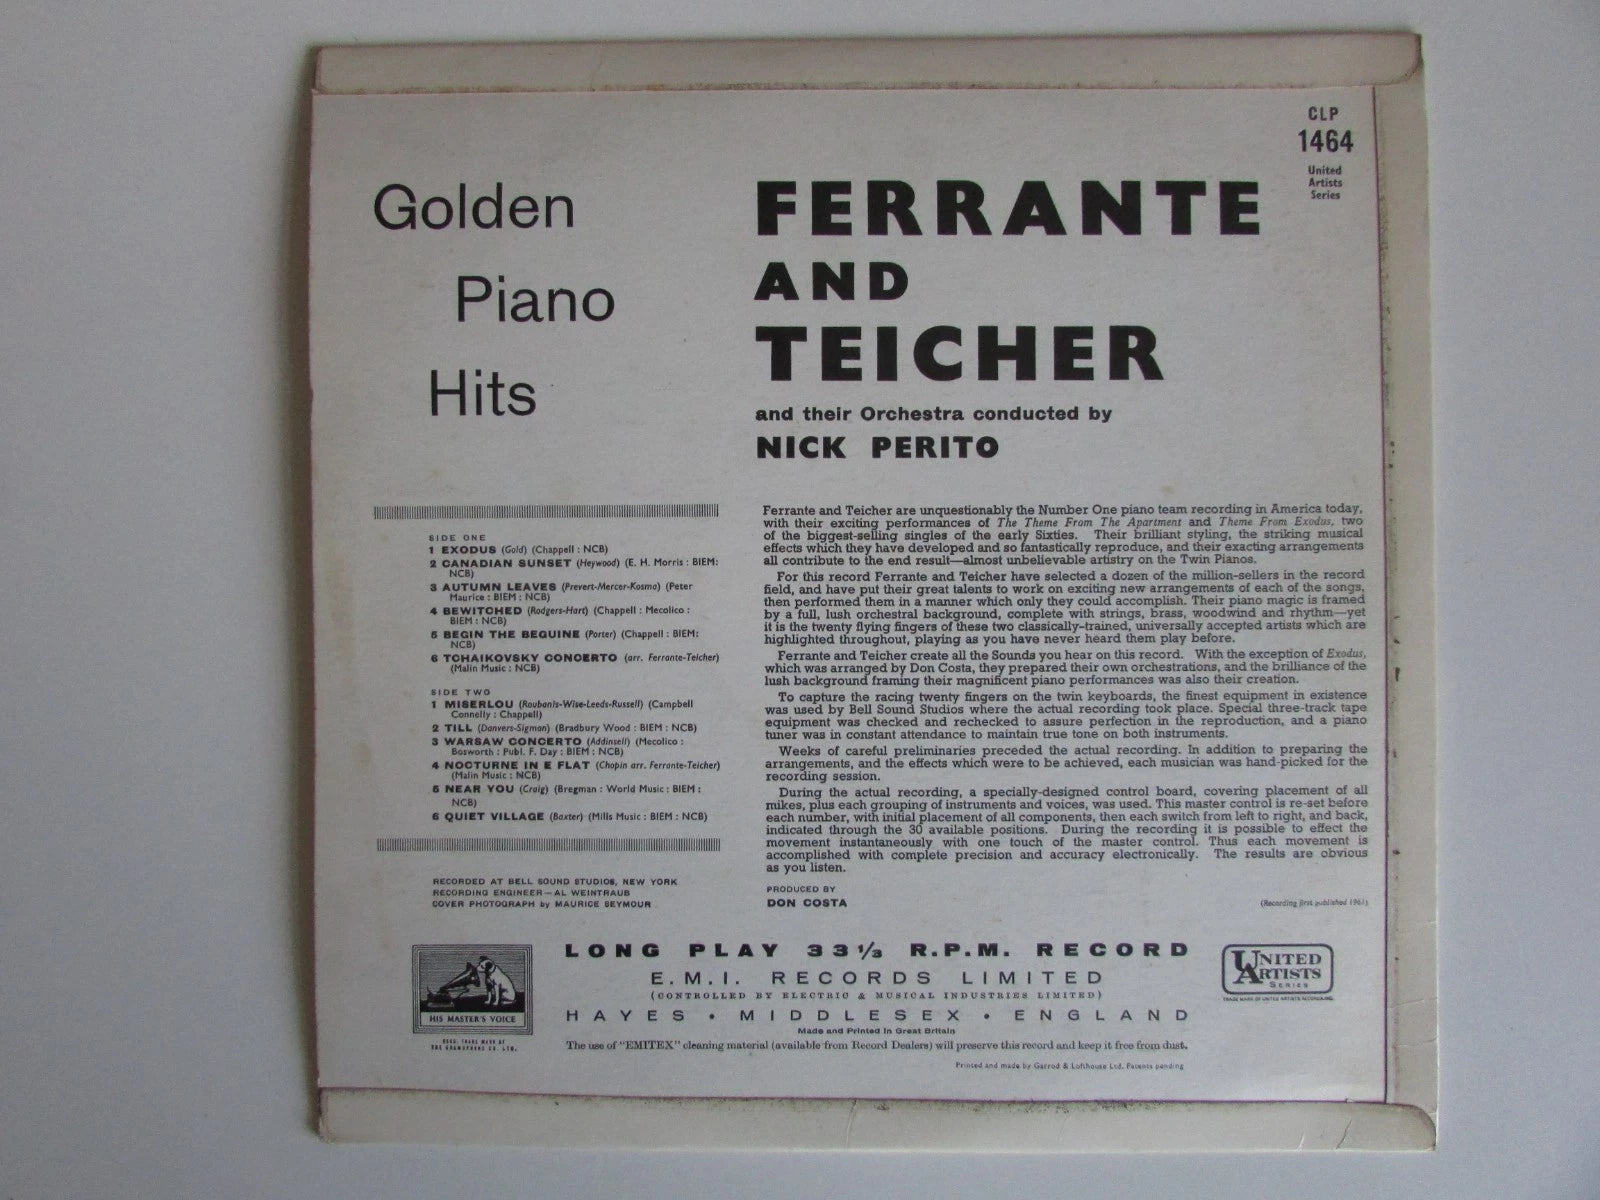 CLP
1464
United
Artists
Series
Golden
Piano
Hits
FERRANTE
AND
TEICHER
and their Orchestra conducted by
NICK PERITO
SIDE ONE
1 EXODUS (Gold) (Chappell : NCB)
2 CANADIAN SUNSET (Heywood) (E. H. Morris : BIEM:
NCB)
3 AUTUMN LEAVES (Prevert-Mercer-Kosma) (Peter
Maurice : BIEM : NCB)
4 BEWITCHED (Rodgers-Hart) (Chappell : Mecolico :
BIEM : NCB)
5 BEGIN THE BEGUINE (Porter) (Chappell : BIEM:
NCB)
6 TCHAIKOVSKY CONCERTO (arr. Ferrante-Teicher)
(Malin Music : NCB)
SIDE TWO
1 MISERLOU (Roubanis-Wise-Leeds-Russell) (Campbell
Connelly : Chappell)
2 TILL (Danvers-Sigman) (Bradbury Wood : BIEM : NCB)
3 WARSAW CONCERTO (Addinsell) (Mecolico :
Bosworth : Publ. F. Day : BIEM : NCB)
4 NOCTURNE IN E FLAT (Chopin arr. Ferrante-Teicher)
(Malin Music : NCB)
5 NEAR YOU (Craig) (Bregman : World Music : BIEM :
NCB)
6 QUIET VILLAGE (Baxter) (Mills Music : BIEM : NCB)
RECORDED AT BELL SOUND STUDIOS, NEW YORK
RECORDING ENGINEER—AL WEINTRAUB
COVER PHOTOGRAPH by MAURICE SEYMOUR
Ferrante and Teicher are unquestionably the Number One piano team recording in America today,
with their exciting performances of The Theme From The Apartment and Theme From Exodus, two
of the biggest-selling singles of the early Sixties. Their brilliant styling, the striking musical
effects which they have developed and so fantastically reproduce, and their exacting arrangements
all contribute to the end result—almost unbelievable artistry on the Twin Pianos.
For this record Ferrante and Teicher have selected a dozen of the million-sellers in the record
field, and have put their great talents to work on exciting new arrangements of each of the songs,
then performed them in a manner which only they could accomplish. Their piano magic is framed
by a full, lush orchestral background, complete with strings, brass, woodwind and rhythm—yet
it is the twenty flying fingers of these two classically-trained, universally accepted artists which are
highlighted throughout, playing as you have never heard them play before.
Ferrante and Teicher create all the Sounds you hear on this record. With the exception of Exodus,
which was arranged by Don Costa, they prepared their own orchestrations, and the brilliance of the
lush background framing their magnificent piano performances was also their creation.
To capture the racing twenty fingers on the twin keyboards, the finest equipment in existence
was used by Bell Sound Studios where the actual recording took place. Special three-track tape
equipment was checked and rechecked to assure perfection in the reproduction, and a piano
tuner was in constant attendance to maintain true tone on both instruments.
Weeks of careful preliminaries preceded the actual recording. In addition to preparing the
arrangements, and the effects which were to be achieved, each musician was hand-picked for the
recording session.
During the actual recording, a specially-designed control board, covering placement of all
mikes, plus each grouping of instruments and voices, was used. This master control is re-set before
each number, with initial placement of all components, then each switch from left to right, and back,
indicated through the 30 available positions. During the recording it is possible to effect the
movement instantaneously with one touch of the master control. Thus each movement is
accomplished with complete precision and accuracy electronically. The results are obvious
as you listen.
PRODUCED BY
DON COSTA
(Recording first published 1961)
HIS MASTER'S VOICE
REGD. TRADE MARK OF
THE GRAMOPHONE CO. LTD.
LONG PLAY 33⅓ R.P.M. RECORD
E.M.I. RECORDS LIMITED
(CONTROLLED BY ELECTRIC & MUSICAL INDUSTRIES LIMITED)
HAYES • MIDDLESEX • ENGLAND
Made and Printed in Great Britain
The use of "EMITEX" cleaning material (available from Record Dealers) will preserve this record and keep it free from dust.
Printed and made by Garrod & Lofthouse Ltd. Patents pending
UNITED
ARTISTS
SERIES
TRADE MARK OF UNITED ARTISTS RECORDS INC.